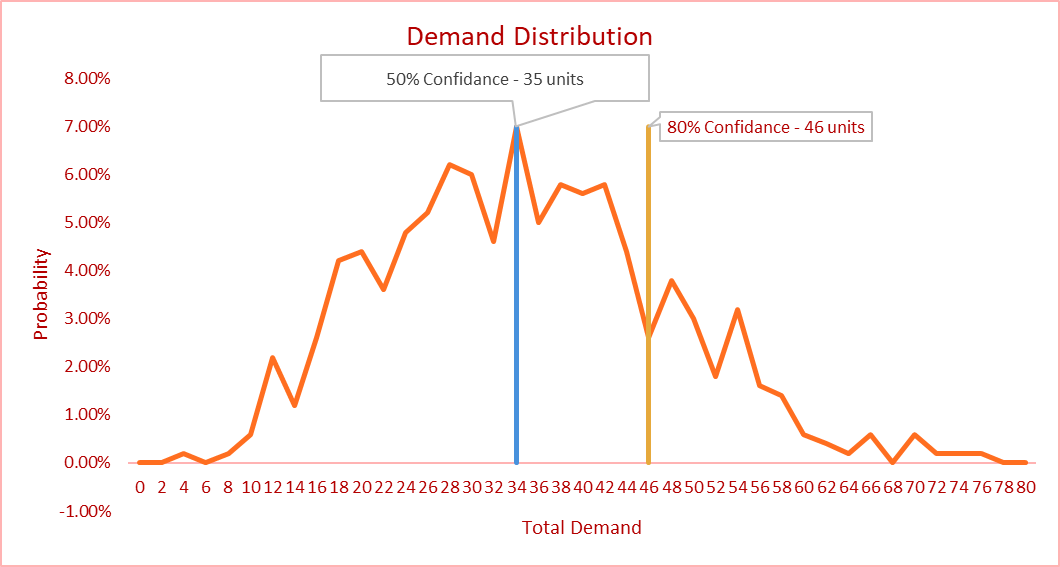 Demand Distribution
50% Confidance - 35 units
80% Confidance - 46 units
8.00%
7.00%
6.00%
5.00%
4.00%
3.00%
2.00%
1.00%
0.00%
-1.00%
Probability
0 2 4 6 8 10 12 14 16 18 20 22 24 26 28 30 32 34 36 38 40 42 44 46 48 50 52 54 56 58 60 62 64 66 68 70 72 74 76 78 80
Total Demand